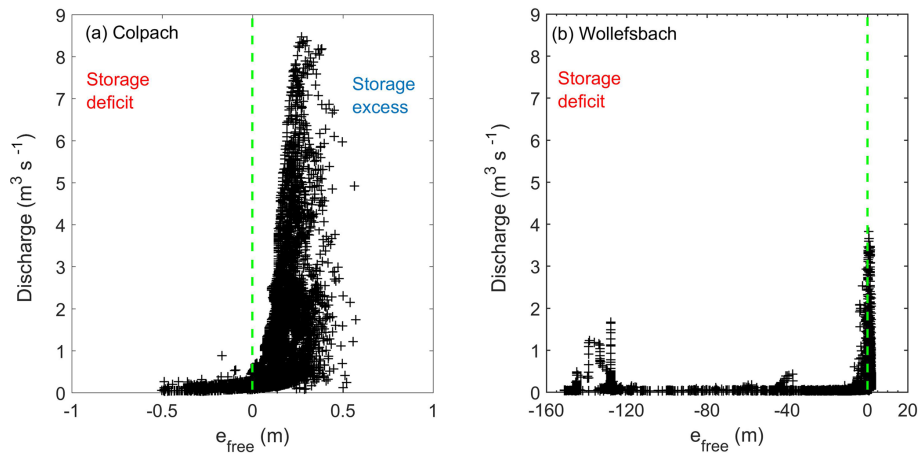 (a) Colpach
Storage
deficit
Storage
excess
Discharge (m³ s⁻¹)
9
8
7
6
5
4
3
2
1
0
-1
-0.5
0
0.5
1
e_free (m)
(b) Wollefsbach
Storage
deficit
Discharge (m³ s⁻¹)
9
8
7
6
5
4
3
2
1
0
-160
-120
-80
-40
0
20
e_free (m)